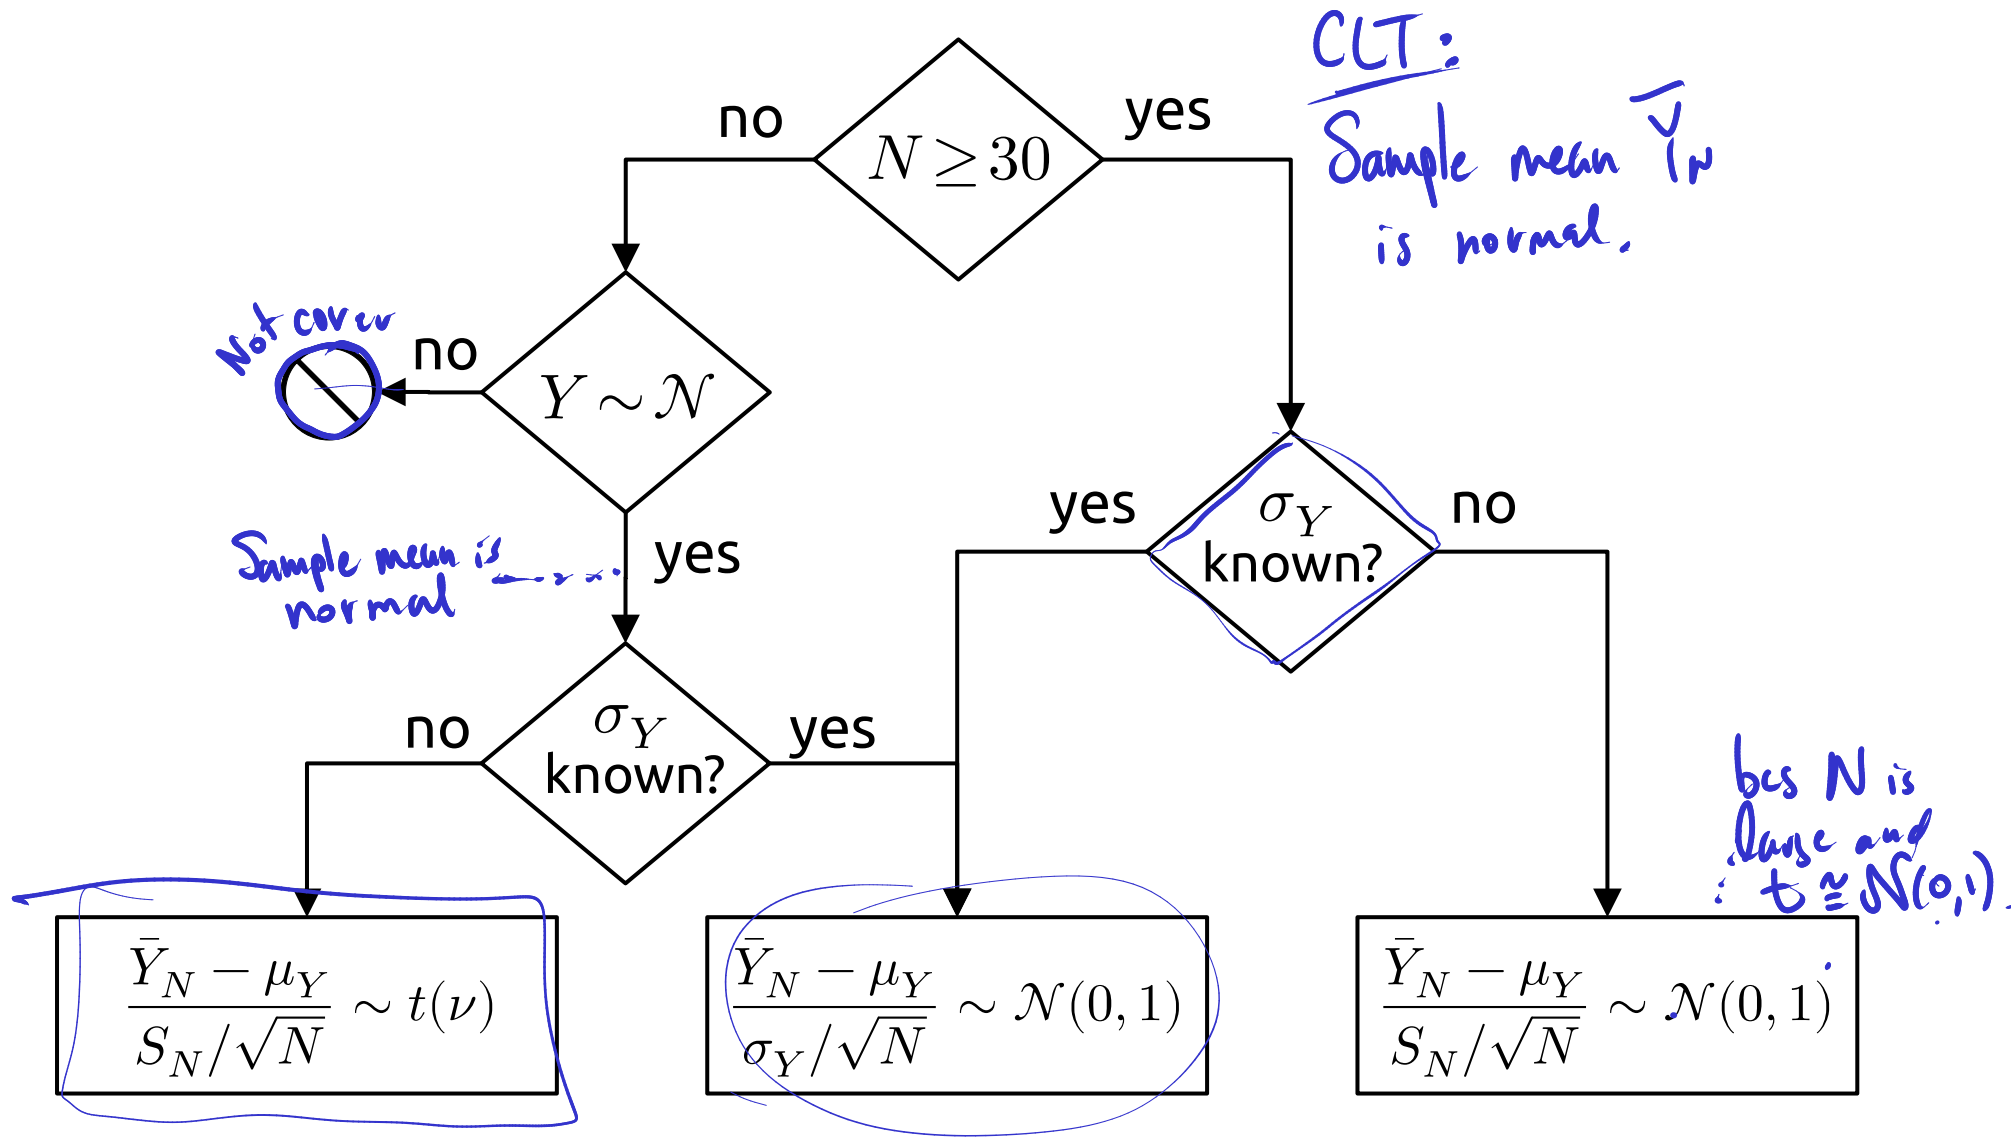 CLT:
no
yes
N ≥ 30
Sample mean Ȳ_N
is normal.
Not cover
no
Y ∼ 𝒩
yes
σ_Y
known?
no
Sample mean is
normal
yes
no
σ_Y
known?
yes
bcs N is
large and
t ≅ N(0,1).
Ȳ_N − μ_Y / S_N/√N ∼ t(ν)
Ȳ_N − μ_Y / σ_Y/√N ∼ 𝒩(0, 1)
Ȳ_N − μ_Y / S_N/√N ∼ 𝒩(0, 1)